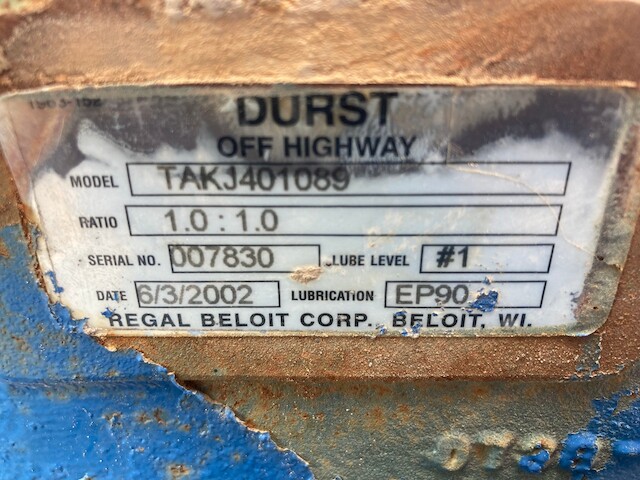 DURST
OFF HIGHWAY
MODEL TAKJ401089
RATIO 1.0 : 1.0
SERIAL NO. 007830 LUBE LEVEL #1
DATE 6/3/2002 LUBRICATION EP90
REGAL BELOIT CORP. BELOIT, WI.